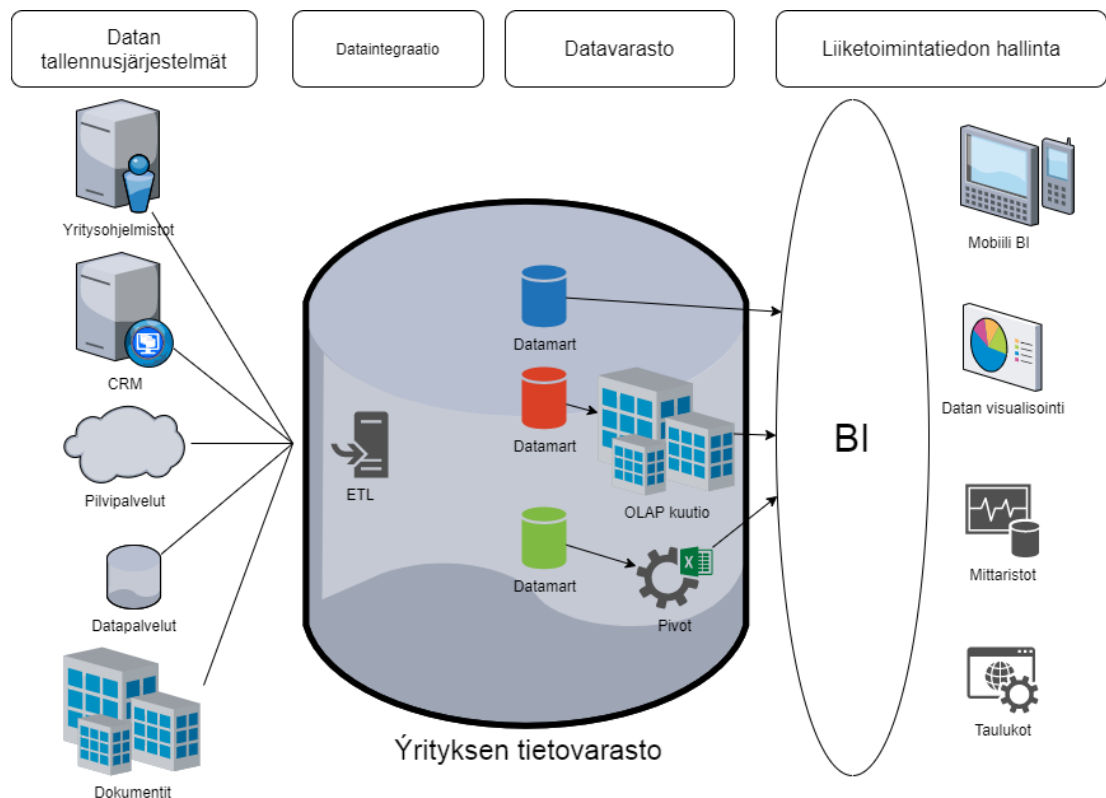 Datan
tallennusjärjestelmät
Dataintegraatio
Datavarasto
Liiketoimintatiedon hallinta
Yritysohjelmistot
CRM
Pilvipalvelut
Datapalvelut
Dokumentit
ETL
Datamart
Datamart
OLAP kuutio
Datamart
X
Pivot
Ýrityksen tietovarasto
BI
Mobiili BI
Datan visualisointi
Mittaristot
Taulukot